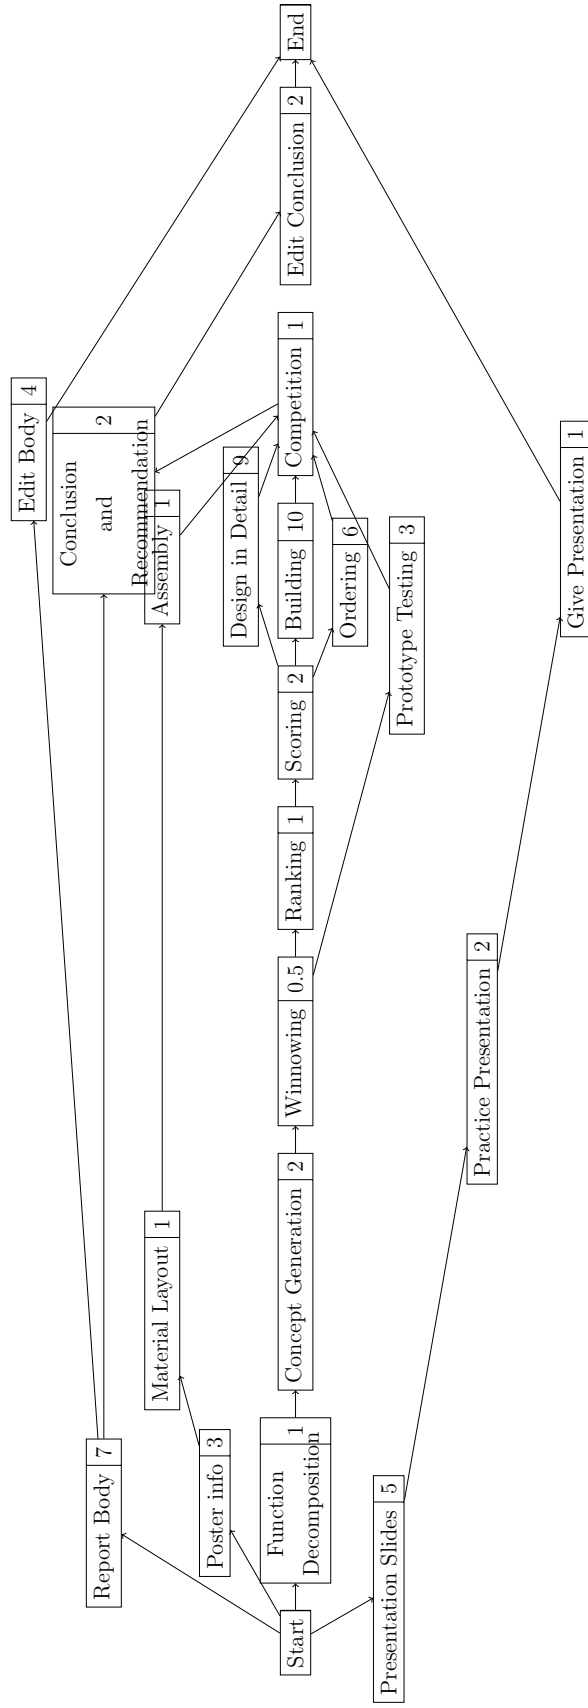 Start
Report Body 7
Poster info 3
Function
Decomposition
1
Presentation Slides 5
Material Layout 1
Concept Generation 2
Winnowing 0.5
Practice Presentation 2
Ranking 1
Scoring 2
Edit Body 4
Conclusion
and
Recommendation
2
Assembly 1
Design in Detail 9
Building 10
Ordering 6
Prototype Testing 3
Give Presentation 1
Competition 1
Edit Conclusion 2
End